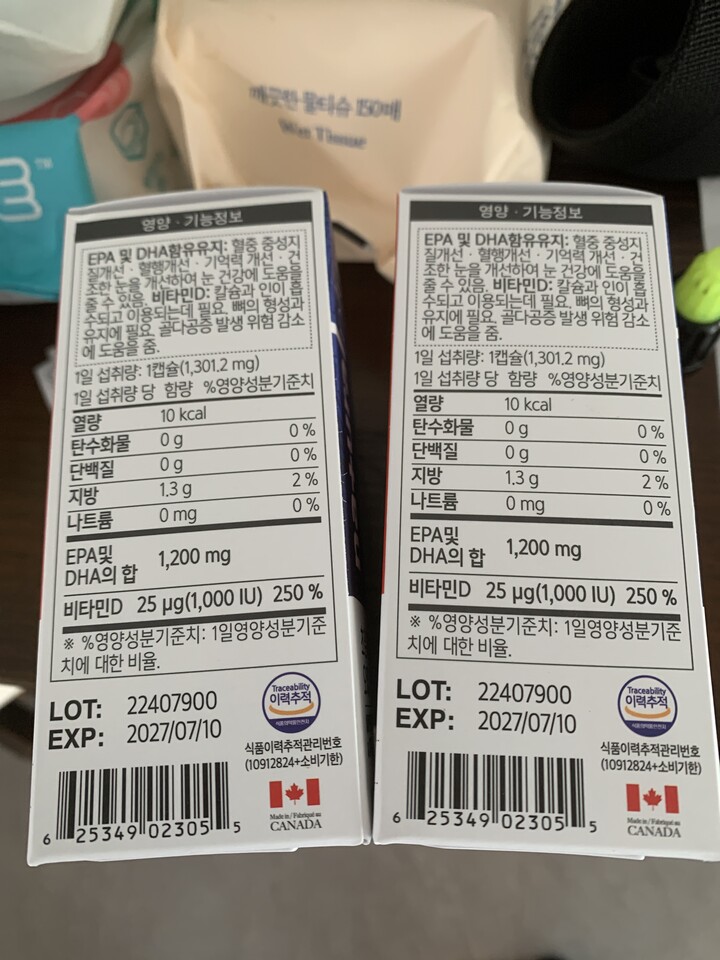 깨끗한 물티슈 150매
Wet Tissue
TM
영양 · 기능정보
EPA 및 DHA함유유지: 혈중 중성지
질개선 · 혈행개선 · 기억력 개선 · 건
조한 눈을 개선하여 눈 건강에 도움을
줄 수 있음. 비타민D: 칼슘과 인이 흡
수되고 이용되는데 필요. 뼈의 형성과
유지에 필요. 골다공증 발생 위험 감소
에 도움을 줌.
1일 섭취량: 1캡슐(1,301.2 mg)
1일 섭취량 당 함량 %영양성분기준치
열량 10 kcal
탄수화물 0 g 0 %
단백질 0 g 0 %
지방 1.3 g 2 %
나트륨 0 mg 0 %
EPA및
DHA의 합 1,200 mg
비타민D 25 µg(1,000 IU) 250 %
※ %영양성분기준치: 1일영양성분기준
치에 대한 비율.
LOT: 22407900
EXP: 2027/07/10
Traceability
이력추적
식품의약품안전처
식품이력추적관리번호
(10912824+소비기한)
6 25349 02305 5
Made in / Fabriqué au
CANADA
영양 · 기능정보
EPA 및 DHA함유유지: 혈중 중성지
질개선 · 혈행개선 · 기억력 개선 · 건
조한 눈을 개선하여 눈 건강에 도움을
줄 수 있음. 비타민D: 칼슘과 인이 흡
수되고 이용되는데 필요. 뼈의 형성과
유지에 필요. 골다공증 발생 위험 감소
에 도움을 줌.
1일 섭취량: 1캡슐(1,301.2 mg)
1일 섭취량 당 함량 %영양성분기준치
열량 10 kcal
탄수화물 0 g 0 %
단백질 0 g 0 %
지방 1.3 g 2 %
나트륨 0 mg 0 %
EPA및
DHA의 합 1,200 mg
비타민D 25 µg(1,000 IU) 250 %
※ %영양성분기준치: 1일영양성분기준
치에 대한 비율.
LOT: 22407900
EXP: 2027/07/10
Traceability
이력추적
식품의약품안전처
식품이력추적관리번호
(10912824+소비기한)
6 25349 02305 5
Made in / Fabriqué au
CANADA